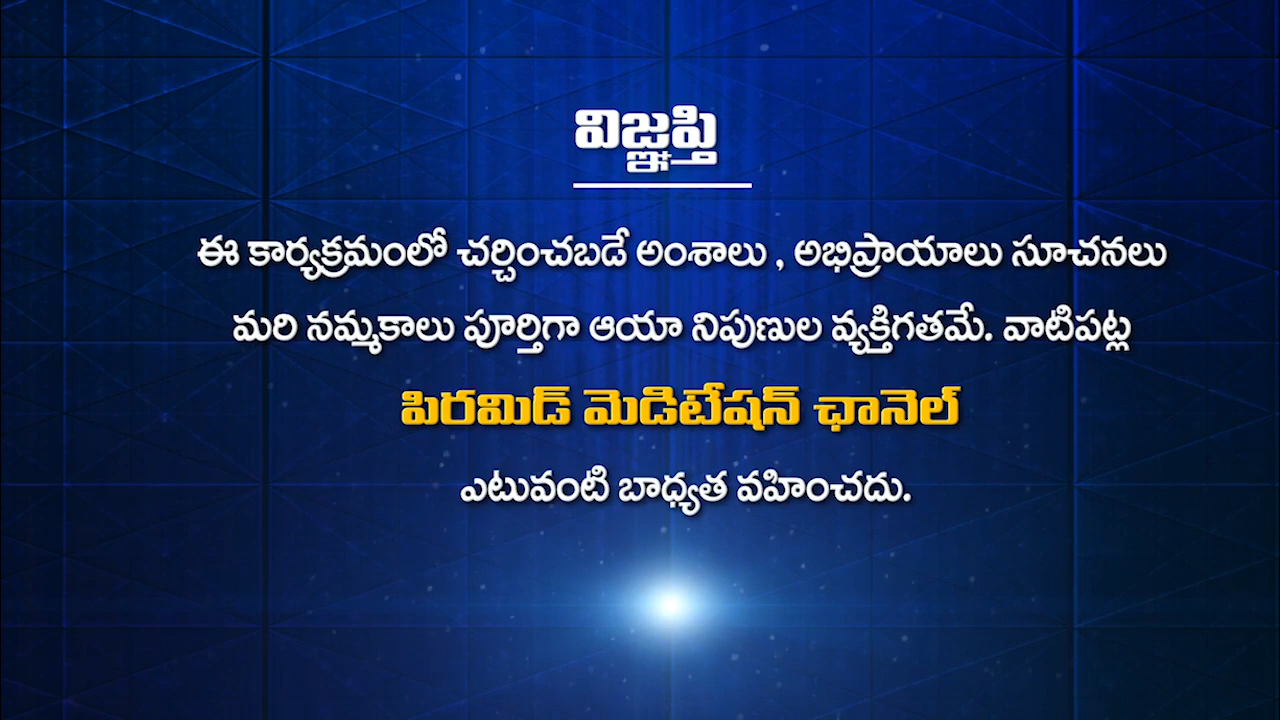 విజ్ఞప్తి
ఈ కార్యక్రమంలో చర్చించబడే అంశాలు , అభిప్రాయాలు సూచనలు
మరి నమ్మకాలు పూర్తిగా ఆయా నిపుణుల వ్యక్తిగతమే. వాటిపట్ల
పిరమిడ్ మెడిటేషన్ ఛానెల్
ఎటువంటి బాధ్యత వహించదు.